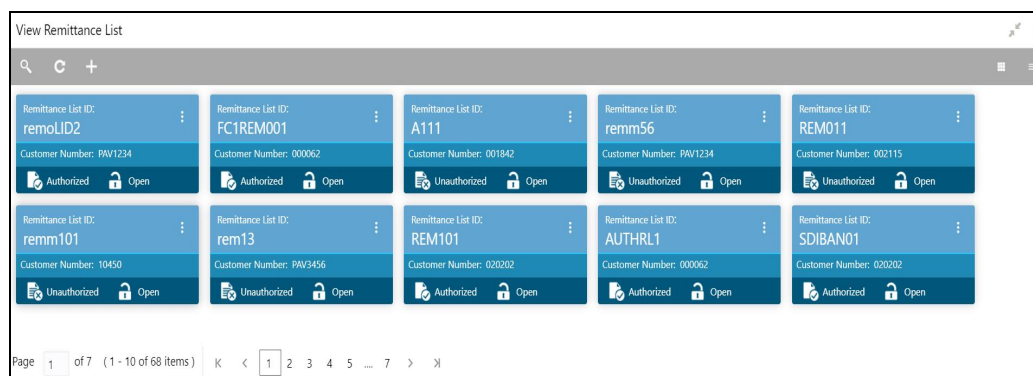 View Remittance List
Remittance List ID:
remoLID2
Customer Number: PAV1234
Authorized Open
Remittance List ID:
FC1REM001
Customer Number: 000062
Authorized Open
Remittance List ID:
A111
Customer Number: 001842
Unauthorized Open
Remittance List ID:
remm56
Customer Number: PAV1234
Unauthorized Open
Remittance List ID:
REM011
Customer Number: 002115
Unauthorized Open
Remittance List ID:
remm101
Customer Number: 10450
Unauthorized Open
Remittance List ID:
rem13
Customer Number: PAV3456
Unauthorized Open
Remittance List ID:
REM101
Customer Number: 020202
Authorized Open
Remittance List ID:
AUTHRL1
Customer Number: 000062
Authorized Open
Remittance List ID:
SDIBAN01
Customer Number: 020202
Authorized Open
Page 1 of 7 (1 - 10 of 68 items) 1 2 3 4 5 .... 7